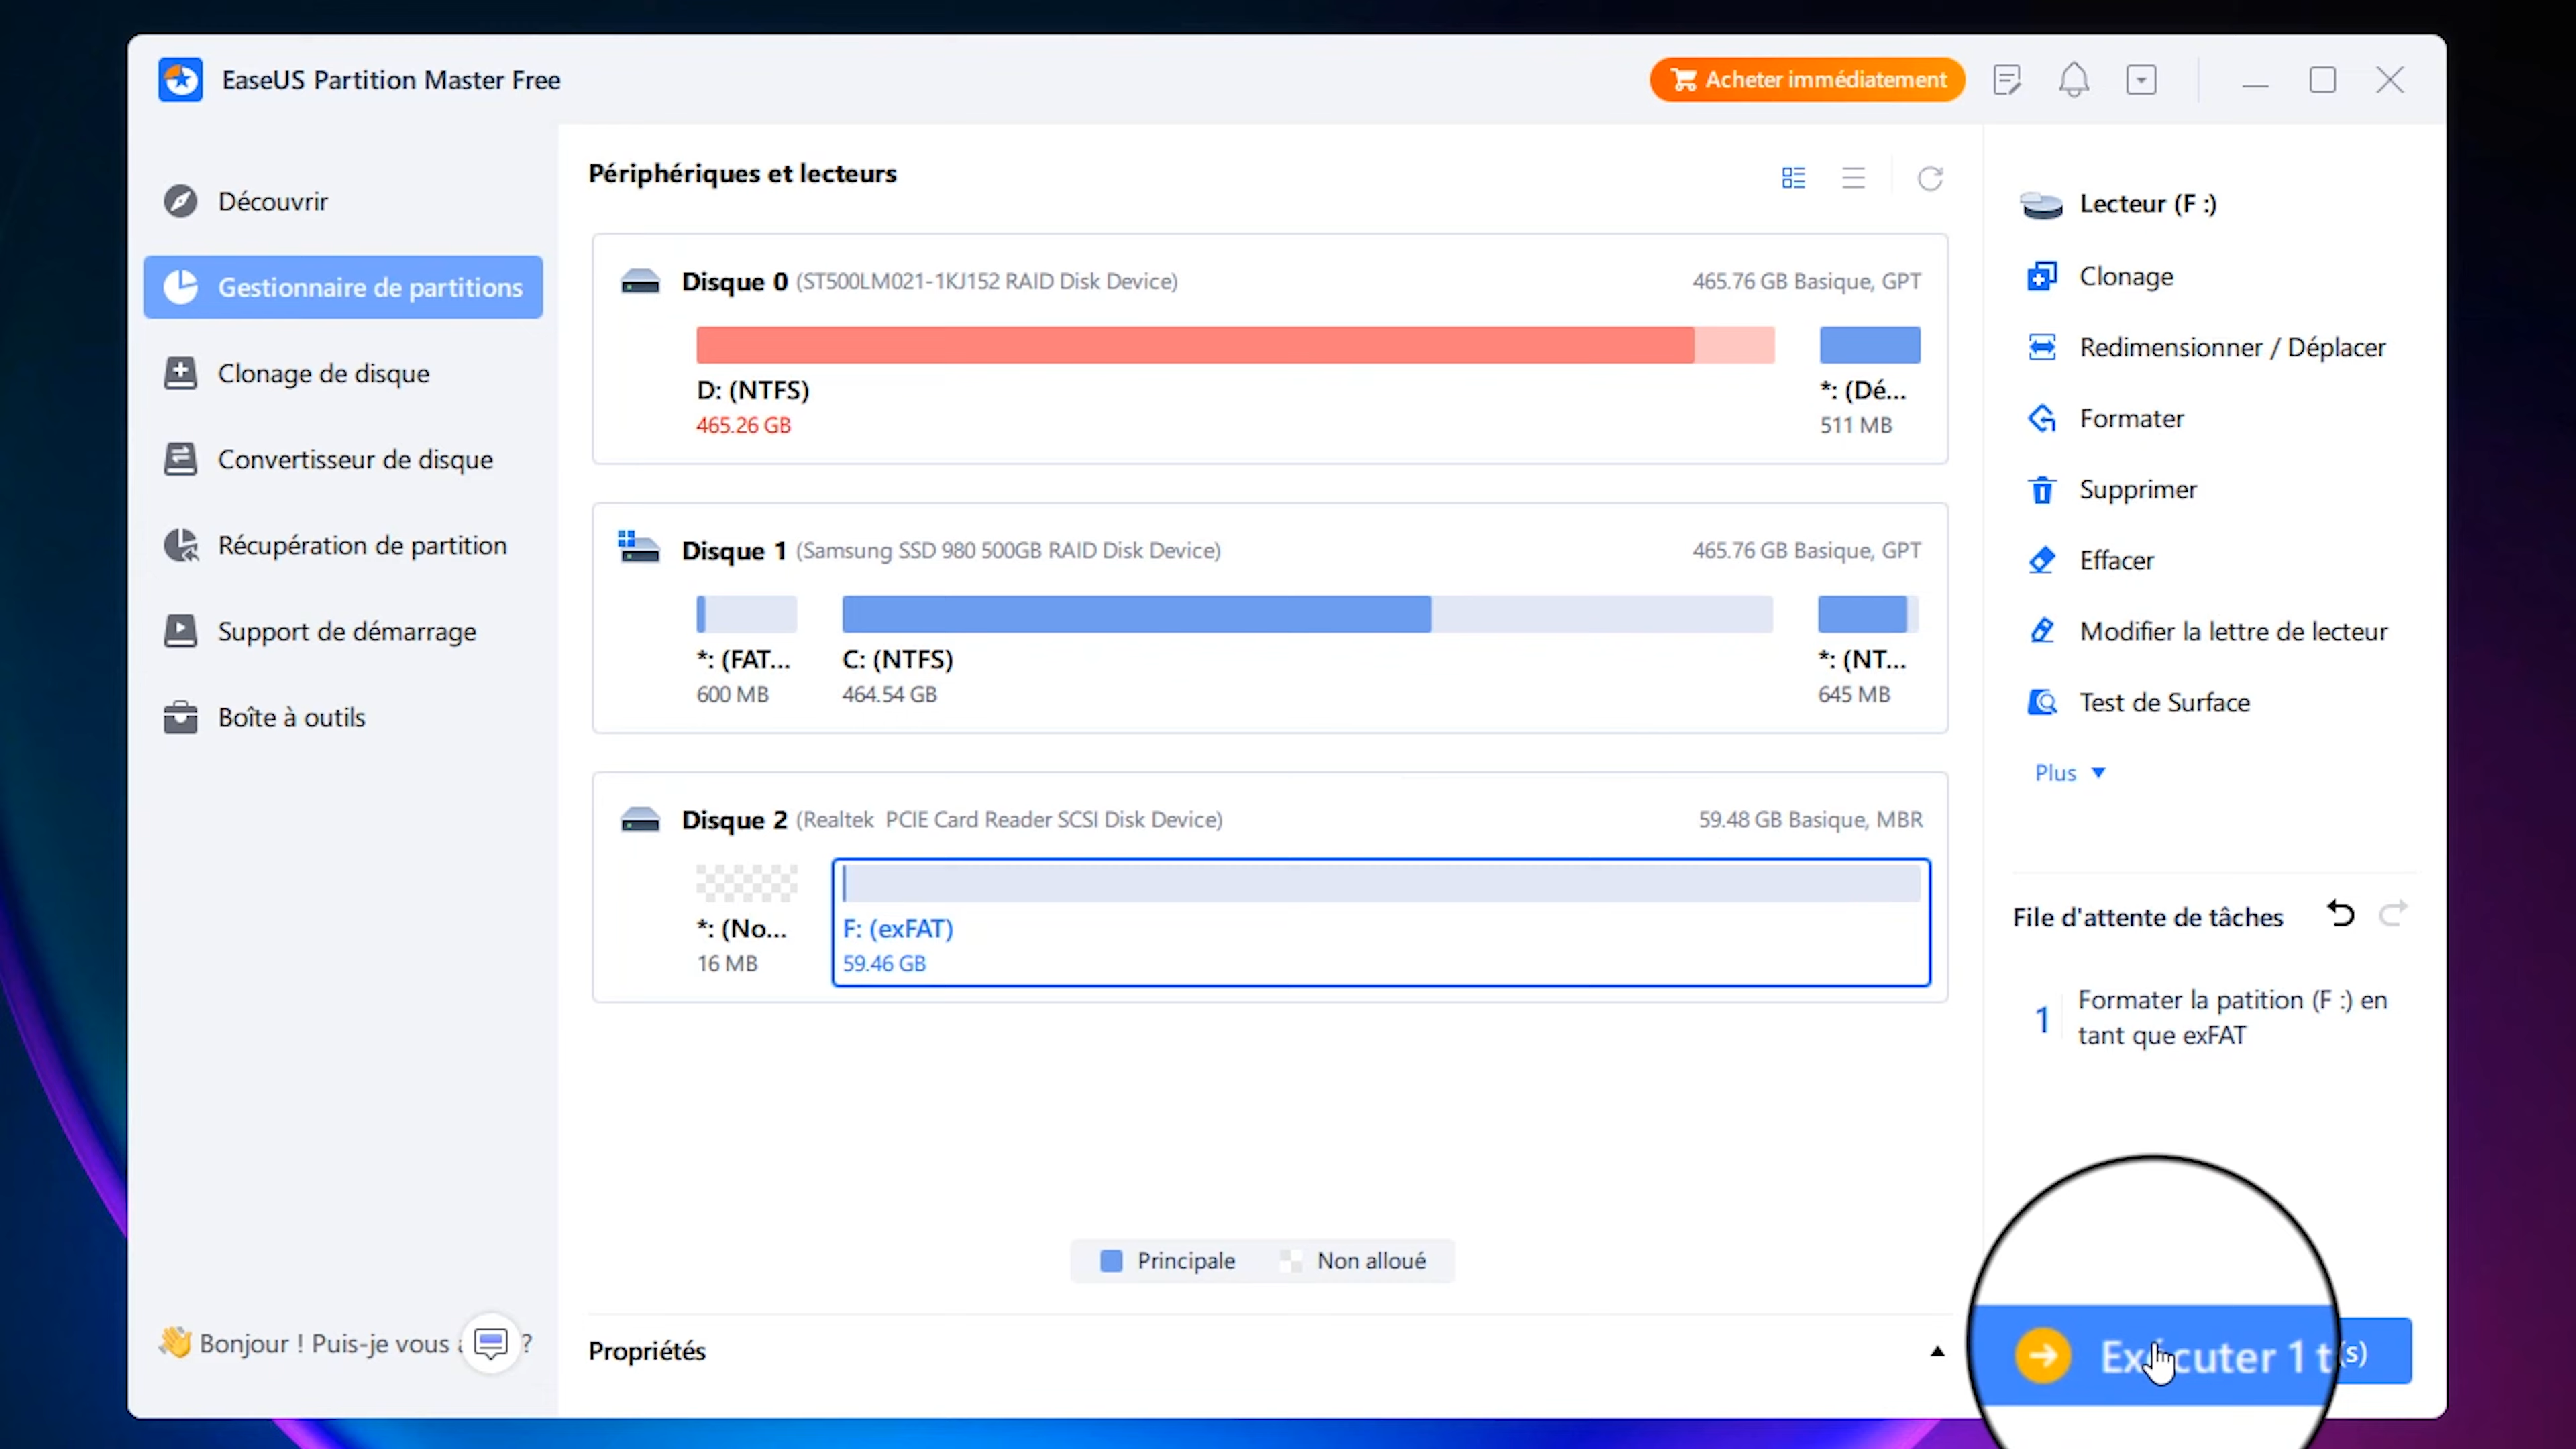 EaseUS Partition Master Free
Acheter immédiatement
Découvrir
Gestionnaire de partitions
Clonage de disque
Convertisseur de disque
Récupération de partition
Support de démarrage
Boîte à outils
👋 Bonjour ! Puis-je vous ?
Périphériques et lecteurs
Disque 0 (ST500LM021-1KJ152 RAID Disk Device)
465.76 GB Basique, GPT
D: (NTFS)
465.26 GB
*: (Dé...
511 MB
Disque 1 (Samsung SSD 980 500GB RAID Disk Device)
465.76 GB Basique, GPT
*: (FAT...
600 MB
C: (NTFS)
464.54 GB
*: (NT...
645 MB
Disque 2 (Realtek PCIE Card Reader SCSI Disk Device)
59.48 GB Basique, MBR
*: (No...
16 MB
F: (exFAT)
59.46 GB
Principale
Non alloué
Propriétés
Lecteur (F :)
Clonage
Redimensionner / Déplacer
Formater
Supprimer
Effacer
Modifier la lettre de lecteur
Test de Surface
Plus
File d'attente de tâches
1
Formater la patition (F :) en
tant que exFAT
Exécuter 1 t(s)